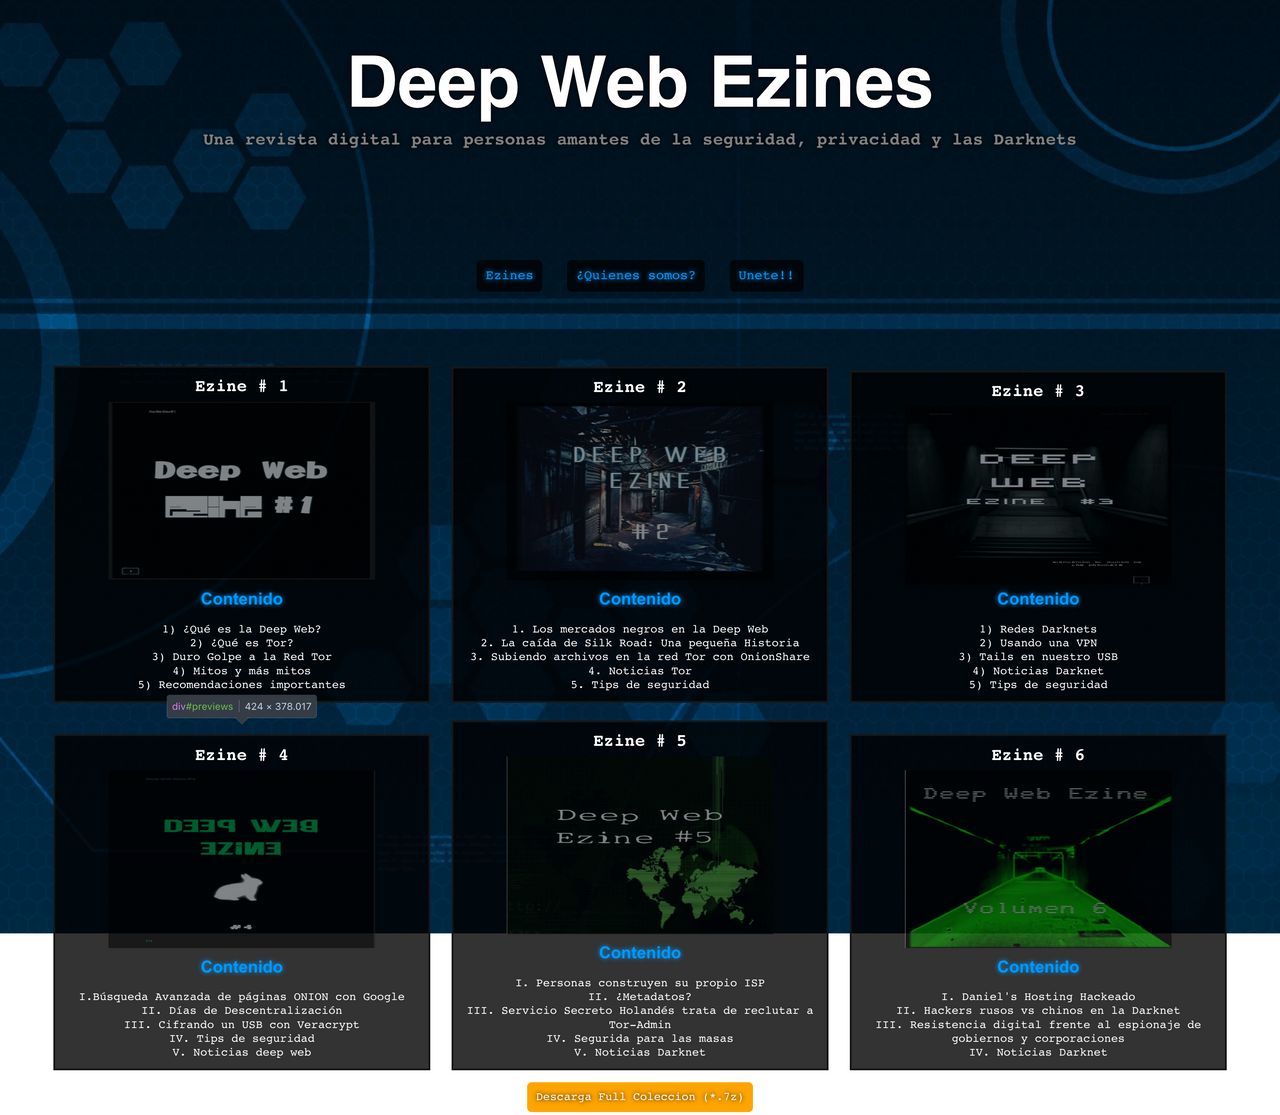 Deep Web Ezines
Una revista digital para personas amantes de la seguridad, privacidad y las Darknets
Ezines
¿Quienes somos?
Unete!!
Ezine # 1
Deep Web
Ezine #1
Contenido
1) ¿Qué es la Deep Web?
2) ¿Qué es Tor?
3) Duro Golpe a la Red Tor
4) Mitos y más mitos
5) Recomendaciones importantes
Ezine # 2
DEEP WEB
EZINE
#2
Contenido
1. Los mercados negros en la Deep Web
2. La caída de Silk Road: Una pequeña Historia
3. Subiendo archivos en la red Tor con OnionShare
4. Noticias Tor
5. Tips de seguridad
Ezine # 3
DEEP
WEB
EZINE #3
Contenido
1) Redes Darknets
2) Usando una VPN
3) Tails en nuestro USB
4) Noticias Darknet
5) Tips de seguridad
div#previews
424 × 378.017
Ezine # 4
DEEP WEB
EZINE
#4
Contenido
I.Búsqueda Avanzada de páginas ONION con Google
II. Días de Descentralización
III. Cifrando un USB con Veracrypt
IV. Tips de seguridad
V. Noticias deep web
Ezine # 5
Deep Web
Ezine #5
Contenido
I. Personas construyen su propio ISP
II. ¿Metadatos?
III. Servicio Secreto Holandés trata de reclutar a
Tor-Admin
IV. Segurida para las masas
V. Noticias Darknet
Ezine # 6
Deep Web Ezine
Volumen 6
Contenido
I. Daniel's Hosting Hackeado
II. Hackers rusos vs chinos en la Darknet
III. Resistencia digital frente al espionaje de
gobiernos y corporaciones
IV. Noticias Darknet
Descarga Full Coleccion (*.7z)